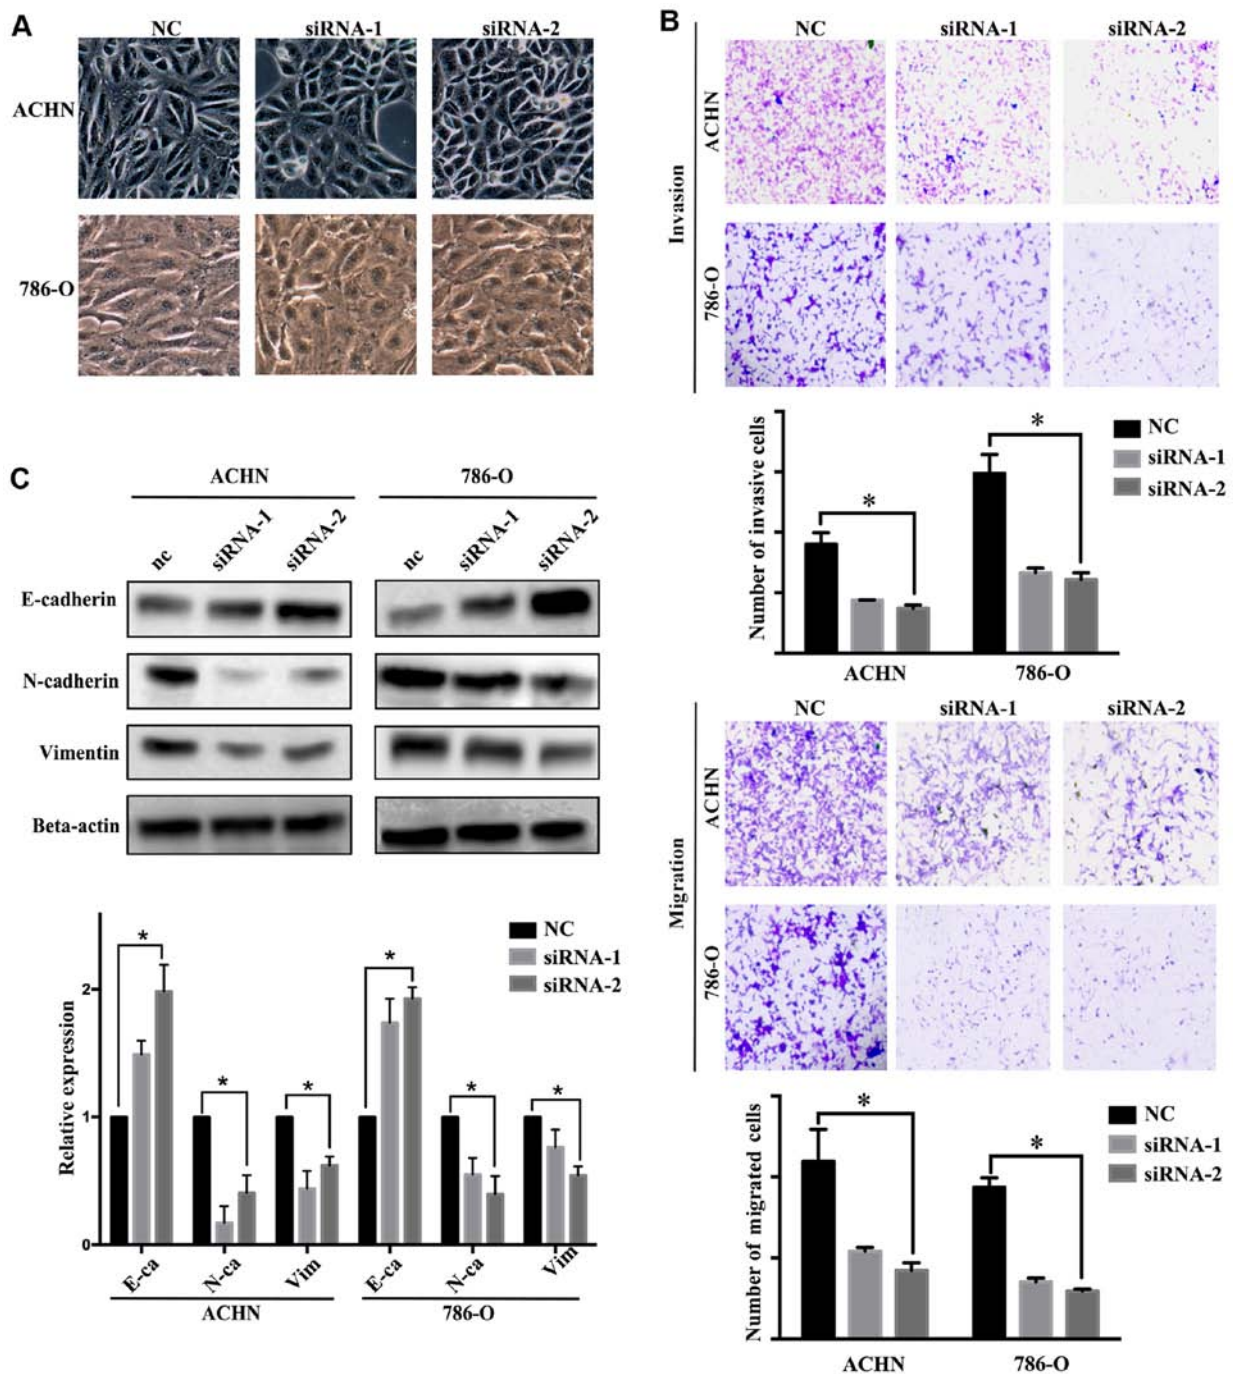 A
NC siRNA-1 siRNA-2
ACHN
786-O
B
NC siRNA-1 siRNA-2
Invasion
ACHN
786-O
Number of invasive cells
*
*
NC
siRNA-1
siRNA-2
ACHN 786-O
NC siRNA-1 siRNA-2
Migration
ACHN
786-O
Number of migrated cells
*
*
NC
siRNA-1
siRNA-2
ACHN 786-O
C
ACHN 786-O
nc siRNA-1 siRNA-2 nc siRNA-1 siRNA-2
E-cadherin
N-cadherin
Vimentin
Beta-actin
Relative expression
2
1
0
* * * * * *
NC
siRNA-1
siRNA-2
E-ca N-ca Vim E-ca N-ca Vim
ACHN 786-O